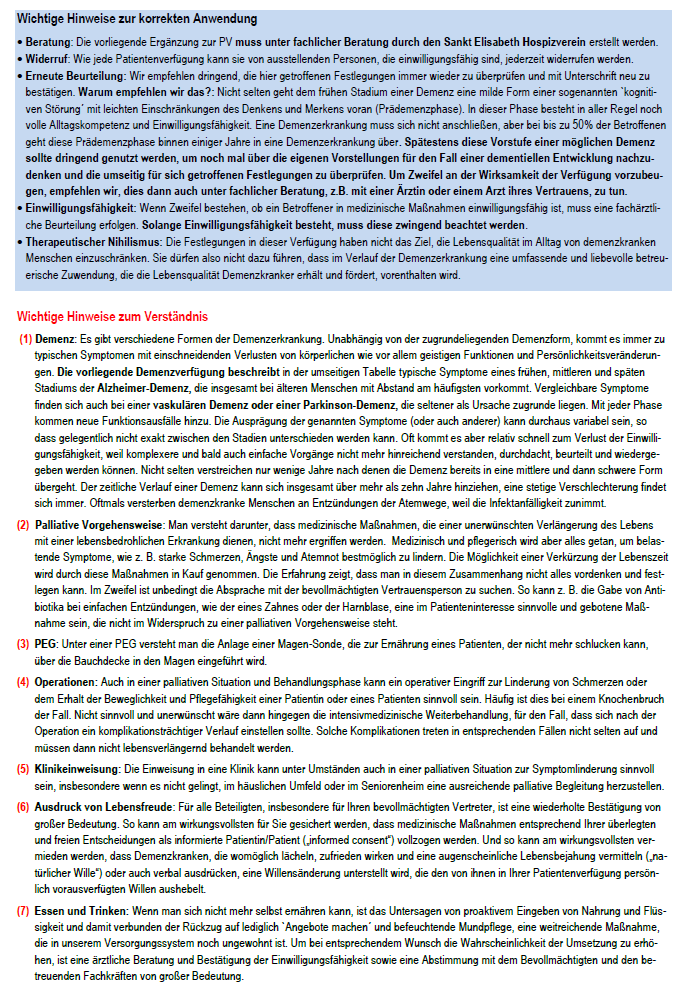 Wichtige Hinweise zur korrekten Anwendung
• Beratung: Die vorliegende Ergänzung zur PV muss unter fachlicher Beratung durch den Sankt Elisabeth Hospizverein erstellt werden.
• Widerruf: Wie jede Patientenverfügung kann sie von ausstellenden Personen, die einwilligungsfähig sind, jederzeit widerrufen werden.
• Erneute Beurteilung: Wir empfehlen dringend, die hier getroffenen Festlegungen immer wieder zu überprüfen und mit Unterschrift neu zu
bestätigen. Warum empfehlen wir das?: Nicht selten geht dem frühen Stadium einer Demenz eine milde Form einer sogenannten `kogniti-
ven Störung´ mit leichten Einschränkungen des Denkens und Merkens voran (Prädemenzphase). In dieser Phase besteht in aller Regel noch
volle Alltagskompetenz und Einwilligungsfähigkeit. Eine Demenzerkrankung muss sich nicht anschließen, aber bei bis zu 50% der Betroffenen
geht diese Prädemenzphase binnen einiger Jahre in eine Demenzerkrankung über. Spätestens diese Vorstufe einer möglichen Demenz
sollte dringend genutzt werden, um noch mal über die eigenen Vorstellungen für den Fall einer dementiellen Entwicklung nachzu-
denken und die umseitig für sich getroffenen Festlegungen zu überprüfen. Um Zweifel an der Wirksamkeit der Verfügung vorzubeu-
gen, empfehlen wir, dies dann auch unter fachlicher Beratung, z.B. mit einer Ärztin oder einem Arzt ihres Vertrauens, zu tun.
• Einwilligungsfähigkeit: Wenn Zweifel bestehen, ob ein Betroffener in medizinische Maßnahmen einwilligungsfähig ist, muss eine fachärztli-
che Beurteilung erfolgen. Solange Einwilligungsfähigkeit besteht, muss diese zwingend beachtet werden.
• Therapeutischer Nihilismus: Die Festlegungen in dieser Verfügung haben nicht das Ziel, die Lebensqualität im Alltag von demenzkranken
Menschen einzuschränken. Sie dürfen also nicht dazu führen, dass im Verlauf der Demenzerkrankung eine umfassende und liebevolle betreu-
erische Zuwendung, die die Lebensqualität Demenzkranker erhält und fördert, vorenthalten wird.
Wichtige Hinweise zum Verständnis
(1) Demenz: Es gibt verschiedene Formen der Demenzerkrankung. Unabhängig von der zugrundeliegenden Demenzform, kommt es immer zu
typischen Symptomen mit einschneidenden Verlusten von körperlichen wie vor allem geistigen Funktionen und Persönlichkeitsveränderun-
gen. Die vorliegende Demenzverfügung beschreibt in der umseitigen Tabelle typische Symptome eines frühen, mittleren und späten
Stadiums der Alzheimer-Demenz, die insgesamt bei älteren Menschen mit Abstand am häufigsten vorkommt. Vergleichbare Symptome
finden sich auch bei einer vaskulären Demenz oder einer Parkinson-Demenz, die seltener als Ursache zugrunde liegen. Mit jeder Phase
kommen neue Funktionsausfälle hinzu. Die Ausprägung der genannten Symptome (oder auch anderer) kann durchaus variabel sein, so
dass gelegentlich nicht exakt zwischen den Stadien unterschieden werden kann. Oft kommt es aber relativ schnell zum Verlust der Einwilli-
gungsfähigkeit, weil komplexere und bald auch einfache Vorgänge nicht mehr hinreichend verstanden, durchdacht, beurteilt und wiederge-
geben werden können. Nicht selten verstreichen nur wenige Jahre nach denen die Demenz bereits in eine mittlere und dann schwere Form
übergeht. Der zeitliche Verlauf einer Demenz kann sich insgesamt über mehr als zehn Jahre hinziehen, eine stetige Verschlechterung findet
sich immer. Oftmals versterben demenzkranke Menschen an Entzündungen der Atemwege, weil die Infektanfälligkeit zunimmt.
(2) Palliative Vorgehensweise: Man versteht darunter, dass medizinische Maßnahmen, die einer unerwünschten Verlängerung des Lebens
mit einer lebensbedrohlichen Erkrankung dienen, nicht mehr ergriffen werden. Medizinisch und pflegerisch wird aber alles getan, um belas-
tende Symptome, wie z. B. starke Schmerzen, Ängste und Atemnot bestmöglich zu lindern. Die Möglichkeit einer Verkürzung der Lebenszeit
wird durch diese Maßnahmen in Kauf genommen. Die Erfahrung zeigt, dass man in diesem Zusammenhang nicht alles vordenken und fest-
legen kann. Im Zweifel ist unbedingt die Absprache mit der bevollmächtigten Vertrauensperson zu suchen. So kann z. B. die Gabe von Anti-
biotika bei einfachen Entzündungen, wie der eines Zahnes oder der Harnblase, eine im Patienteninteresse sinnvolle und gebotene Maß-
nahme sein, die nicht im Widerspruch zu einer palliativen Vorgehensweise steht.
(3) PEG: Unter einer PEG versteht man die Anlage einer Magen-Sonde, die zur Ernährung eines Patienten, der nicht mehr schlucken kann,
über die Bauchdecke in den Magen eingeführt wird.
(4) Operationen: Auch in einer palliativen Situation und Behandlungsphase kann ein operativer Eingriff zur Linderung von Schmerzen oder
dem Erhalt der Beweglichkeit und Pflegefähigkeit einer Patientin oder eines Patienten sinnvoll sein. Häufig ist dies bei einem Knochenbruch
der Fall. Nicht sinnvoll und unerwünscht wäre dann hingegen die intensivmedizinische Weiterbehandlung, für den Fall, dass sich nach der
Operation ein komplikationsträchtiger Verlauf einstellen sollte. Solche Komplikationen treten in entsprechenden Fällen nicht selten auf und
müssen dann nicht lebensverlängernd behandelt werden.
(5) Klinikeinweisung: Die Einweisung in eine Klinik kann unter Umständen auch in einer palliativen Situation zur Symptomlinderung sinnvoll
sein, insbesondere wenn es nicht gelingt, im häuslichen Umfeld oder im Seniorenheim eine ausreichende palliative Begleitung herzustellen.
(6) Ausdruck von Lebensfreude: Für alle Beteiligten, insbesondere für Ihren bevollmächtigten Vertreter, ist eine wiederholte Bestätigung von
großer Bedeutung. So kann am wirkungsvollsten für Sie gesichert werden, dass medizinische Maßnahmen entsprechend Ihrer überlegten
und freien Entscheidungen als informierte Patientin/Patient („informed consent“) vollzogen werden. Und so kann am wirkungsvollsten ver-
mieden werden, dass Demenzkranken, die womöglich lächeln, zufrieden wirken und eine augenscheinliche Lebensbejahung vermitteln („na-
türlicher Wille“) oder auch verbal ausdrücken, eine Willensänderung unterstellt wird, die den von ihnen in Ihrer Patientenverfügung persön-
lich vorausverfügten Willen aushebelt.
(7) Essen und Trinken: Wenn man sich nicht mehr selbst ernähren kann, ist das Untersagen von proaktivem Eingeben von Nahrung und Flüs-
sigkeit und damit verbunden der Rückzug auf lediglich `Angebote machen´ und befeuchtende Mundpflege, eine weitreichende Maßnahme,
die in unserem Versorgungssystem noch ungewohnt ist. Um bei entsprechendem Wunsch die Wahrscheinlichkeit der Umsetzung zu erhö-
hen, ist eine ärztliche Beratung und Bestätigung der Einwilligungsfähigkeit sowie eine Abstimmung mit dem Bevollmächtigten und den be-
treuenden Fachkräften von großer Bedeutung.